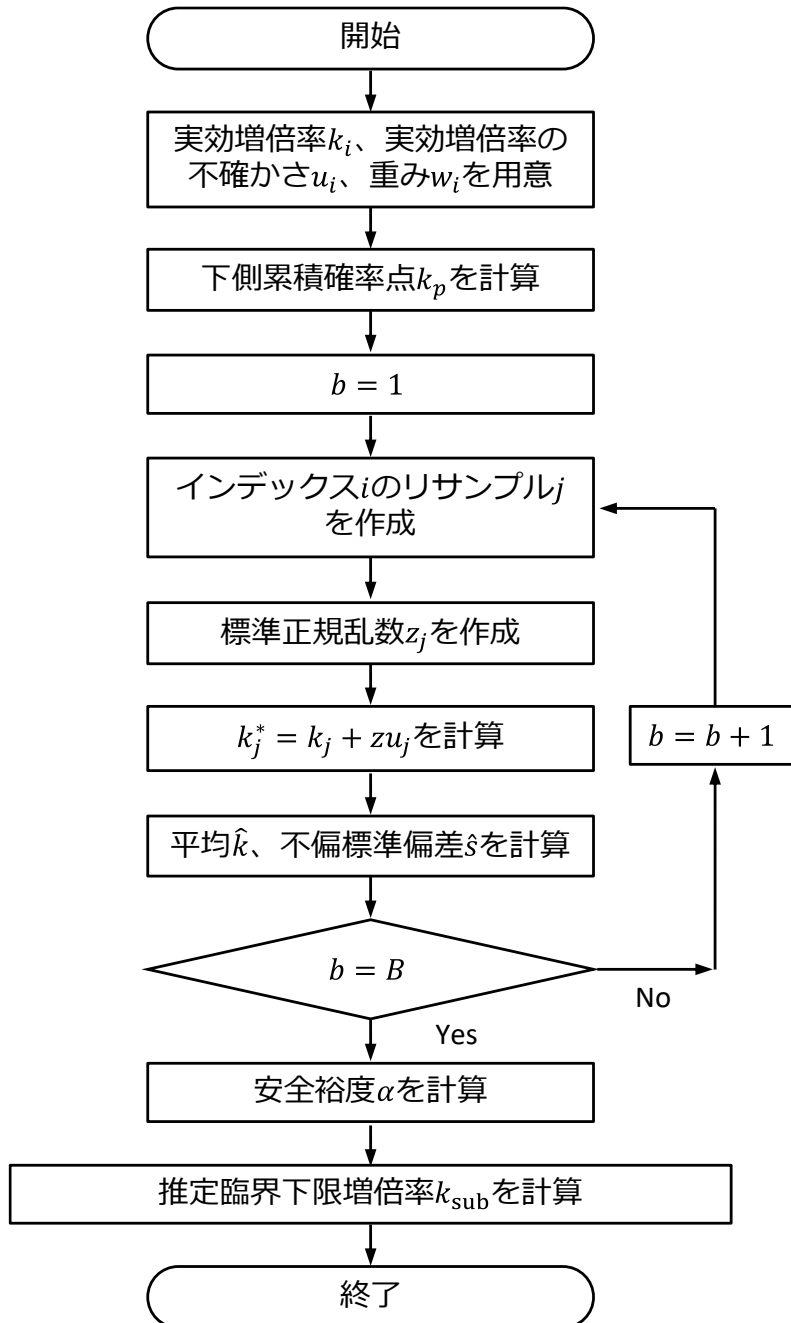 開始
実効増倍率k_i、実効増倍率の
不確かさu_i、重みw_iを用意
下側累積確率点k_pを計算
b = 1
インデックスiのリサンプルj
を作成
標準正規乱数z_jを作成
k_j^* = k_j + zu_jを計算
b = b + 1
平均k̂、不偏標準偏差ŝを計算
b = B
No
Yes
安全裕度αを計算
推定臨界下限増倍率k_subを計算
終了